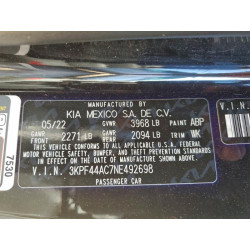 MANUFACTURED BY
KIA MEXICO S.A. DE C.V.
05/22 GVWR 3968 LB PAINT ABP
GAWR FRT 2271 LB GAWR RR 2094 LB TRIM WK
THIS VEHICLE CONFORMS TO ALL APPLICABLE U.S. FEDERAL
MOTOR VEHICLE SAFETY, BUMPER, AND THEFT PREVENTION
STANDARDS IN EFFECT ON THE DATE OF MANUFACTURE SHOWN ABOVE.
V.I.N. 3KPF44AC7NE492698
PASSENGER CAR
7530
V.I.N.
V.I.N.